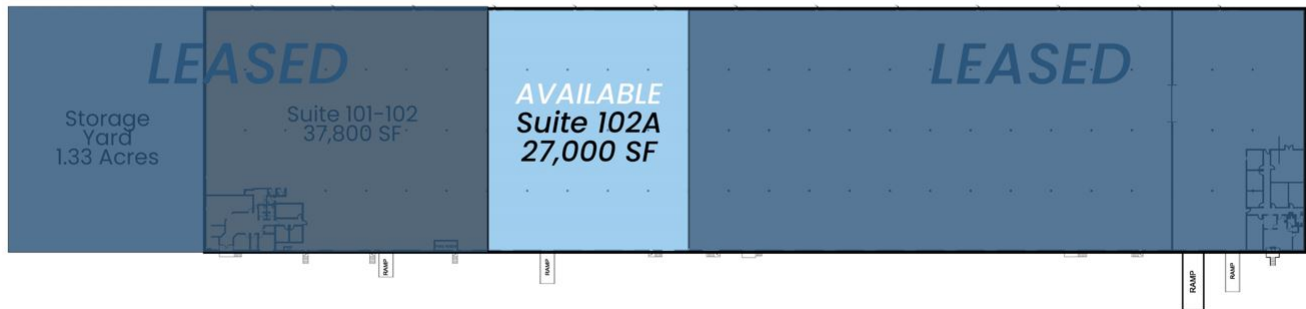 LEASED
Storage
Yard
1.33 Acres
Suite 101-102
37,800 SF
AVAILABLE
Suite 102A
27,000 SF
LEASED
RAMP
RAMP
RAMP
RAMP